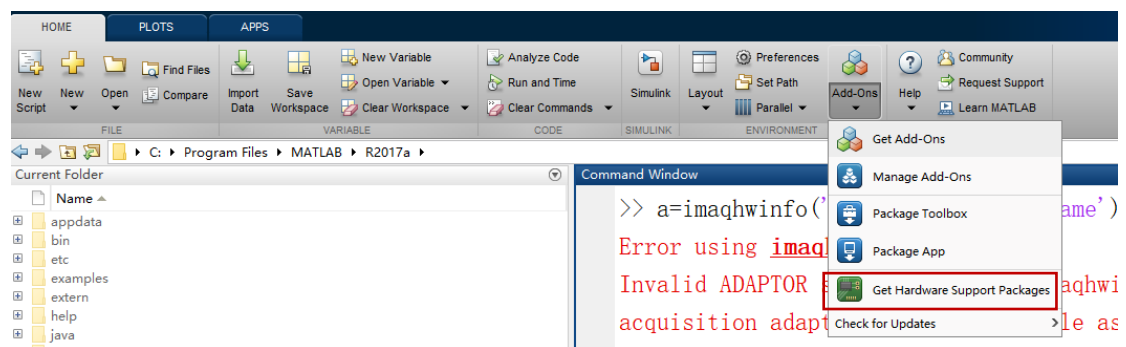 HOME PLOTS APPS
New Script
New
Open
Find Files
Compare
FILE
Import Data
Save Workspace
New Variable
Open Variable
Clear Workspace
VARIABLE
Analyze Code
Run and Time
Clear Commands
CODE
Simulink
SIMULINK
Layout
Preferences
Set Path
Parallel
ENVIRONMENT
Add-Ons
Help
Community
Request Support
Learn MATLAB
C: Program Files MATLAB R2017a
Current Folder
Name
appdata
bin
etc
examples
extern
help
java
Command Window
>> a=imaqhwinfo(' ame')
Error using imaq
Invalid ADAPTOR aqhwi
acquisition adapt le as
Get Add-Ons
Manage Add-Ons
Package Toolbox
Package App
Get Hardware Support Packages
Check for Updates